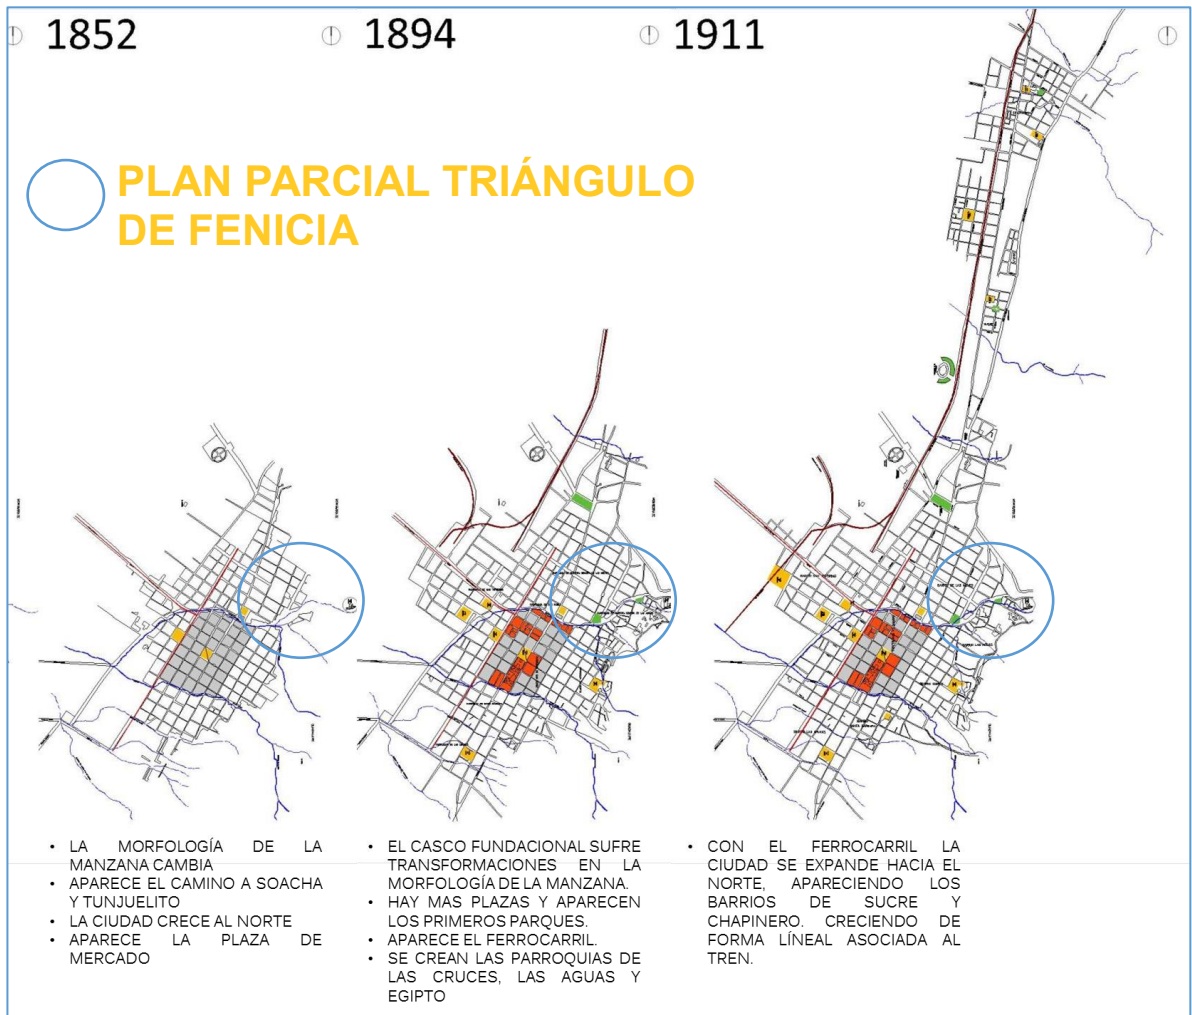 1852
1894
1911
PLAN PARCIAL TRIÁNGULO
DE FENICIA
• LA MORFOLOGÍA DE LA
MANZANA CAMBIA
• APARECE EL CAMINO A SOACHA
Y TUNJUELITO
• LA CIUDAD CRECE AL NORTE
• APARECE LA PLAZA DE
MERCADO
• EL CASCO FUNDACIONAL SUFRE
TRANSFORMACIONES EN LA
MORFOLOGÍA DE LA MANZANA.
• HAY MAS PLAZAS Y APARECEN
LOS PRIMEROS PARQUES.
• APARECE EL FERROCARRIL.
• SE CREAN LAS PARROQUIAS DE
LAS CRUCES, LAS AGUAS Y
EGIPTO
• CON EL FERROCARRIL LA
CIUDAD SE EXPANDE HACIA EL
NORTE, APARECIENDO LOS
BARRIOS DE SUCRE Y
CHAPINERO. CRECIENDO DE
FORMA LÍNEAL ASOCIADA AL
TREN.